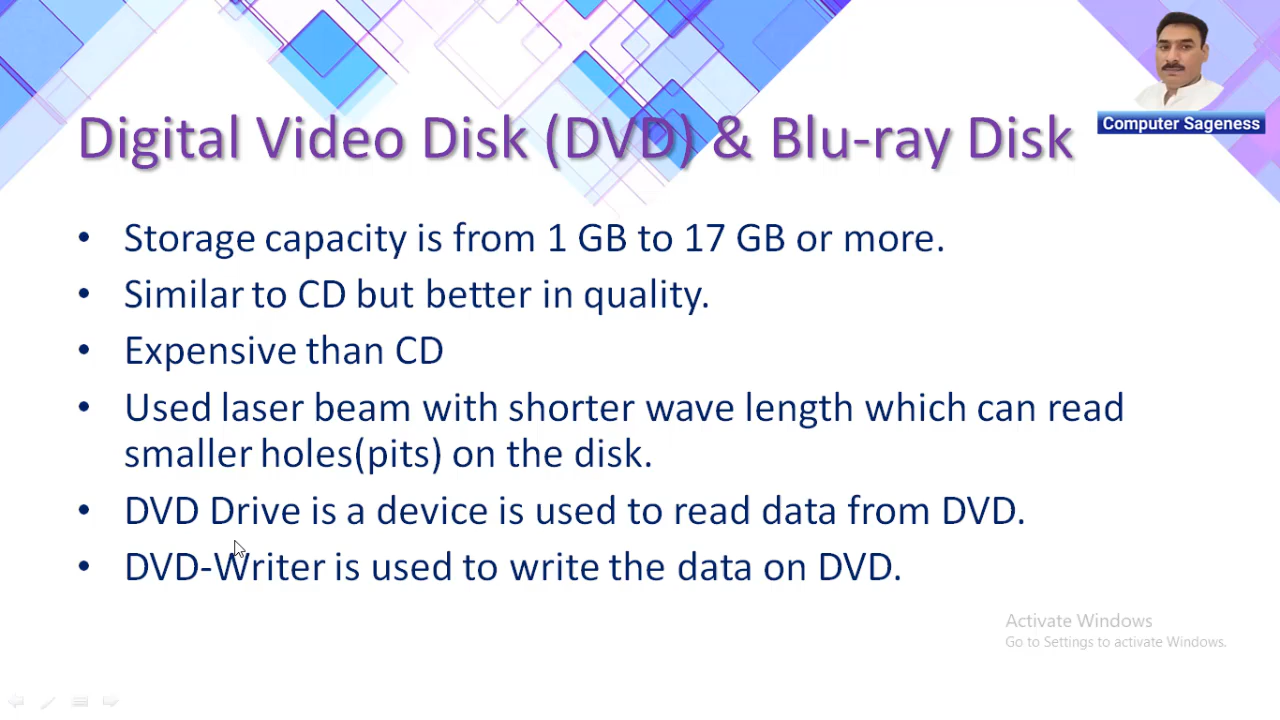 Computer Sageness
Digital Video Disk (DVD) & Blu-ray Disk
• Storage capacity is from 1 GB to 17 GB or more.
• Similar to CD but better in quality.
• Expensive than CD
• Used laser beam with shorter wave length which can read
smaller holes(pits) on the disk.
• DVD Drive is a device is used to read data from DVD.
• DVD-Writer is used to write the data on DVD.
Activate Windows
Go to Settings to activate Windows.